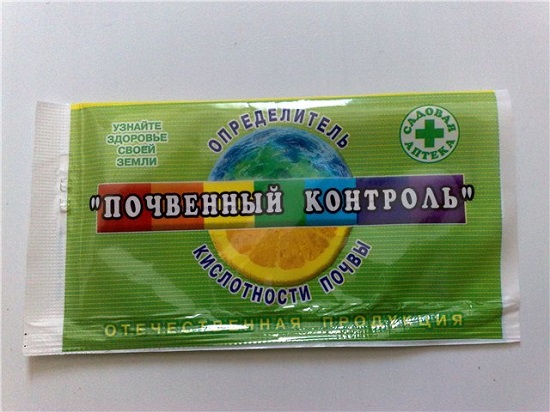 УЗНАЙТЕ
ЗДОРОВЬЕ
СВОЕЙ
ЗЕМЛИ
ОПРЕДЕЛИТЕЛЬ
САДОВАЯ
АПТЕКА
"ПОЧВЕННЫЙ КОНТРОЛЬ"
КИСЛОТНОСТИ ПОЧВЫ
ОТЕЧЕСТВЕННАЯ ПРОДУКЦИЯ